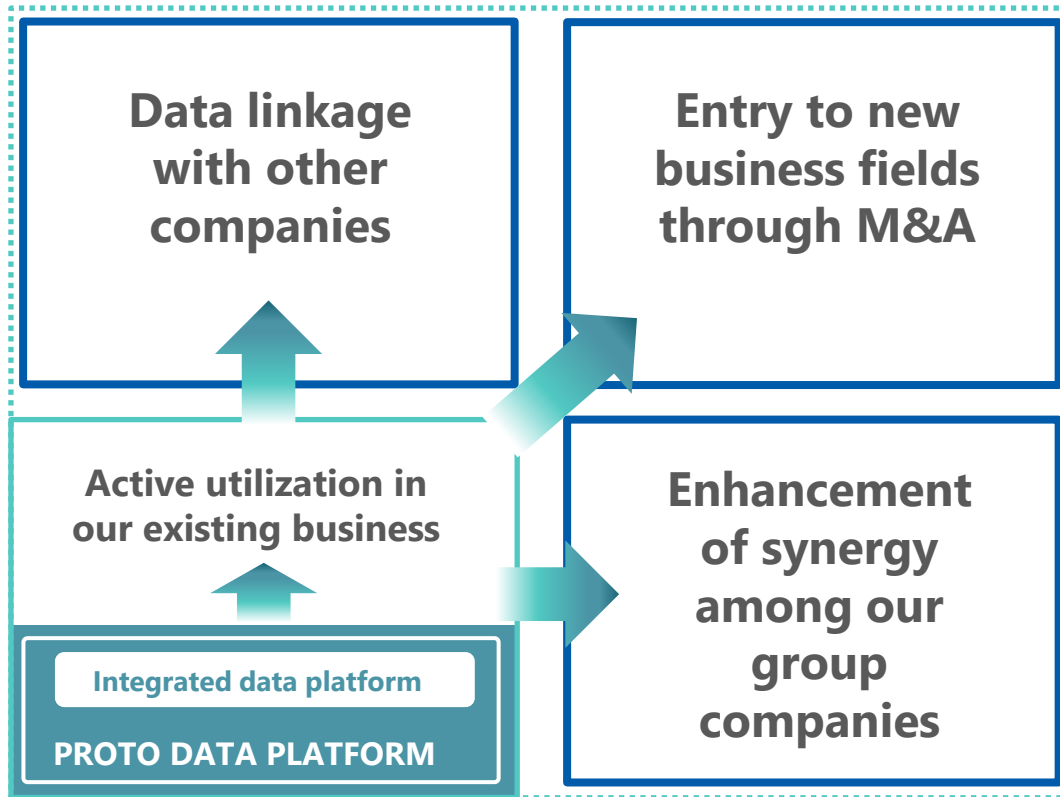 Data linkage
with other
companies
Entry to new
business fields
through M&A
Active utilization in
our existing business
Integrated data platform
PROTO DATA PLATFORM
Enhancement
of synergy
among our
group
companies